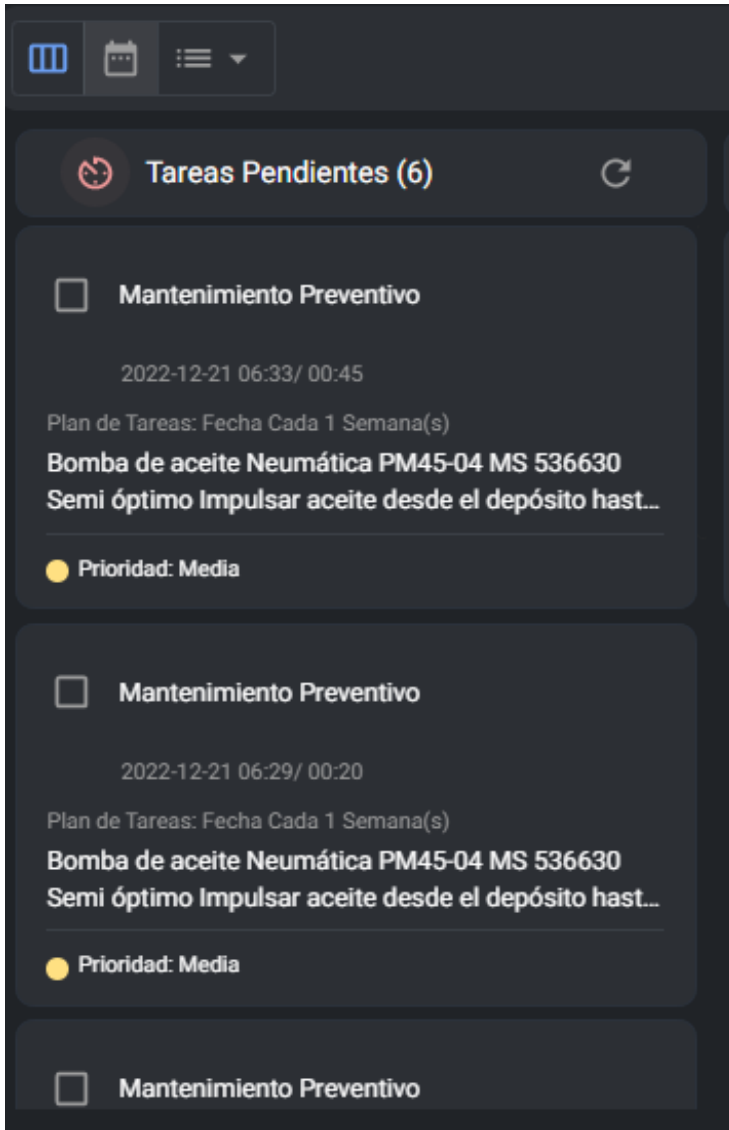 Tareas Pendientes (6)
Mantenimiento Preventivo
2022-12-21 06:33/ 00:45
Plan de Tareas: Fecha Cada 1 Semana(s)
Bomba de aceite Neumática PM45-04 MS 536630
Semi óptimo Impulsar aceite desde el depósito hast...
Prioridad: Media
Mantenimiento Preventivo
2022-12-21 06:29/ 00:20
Plan de Tareas: Fecha Cada 1 Semana(s)
Bomba de aceite Neumática PM45-04 MS 536630
Semi óptimo Impulsar aceite desde el depósito hast...
Prioridad: Media
Mantenimiento Preventivo